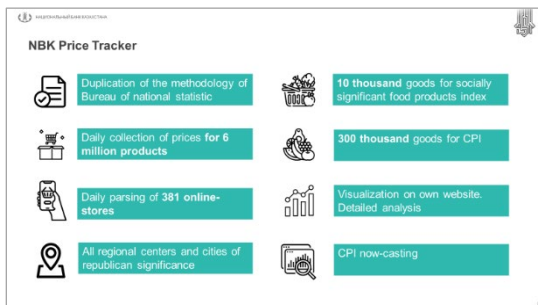 НАЦИОНАЛЬНЫЙ БАНК КАЗАХСТАНА
NBK Price Tracker
Duplication of the methodology of
Bureau of national statistic
Daily collection of prices for 6
million products
Daily parsing of 381 online-
stores
All regional centers and cities of
republican significance
10 thousand goods for socially
significant food products index
300 thousand goods for CPI
Visualization on own website.
Detailed analysis
CPI now-casting